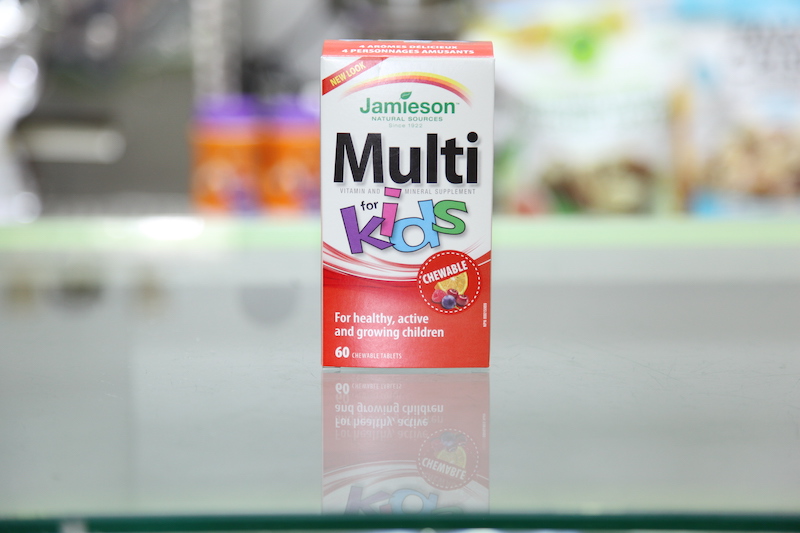 4 ARÔMES DÉLICIEUX
4 PERSONNAGES AMUSANTS
NEW LOOK
Jamieson™
NATURAL SOURCES
Since 1922
Multi
VITAMIN AND MINERAL SUPPLEMENT
for
kids
CHEWABLE
For healthy, active
and growing children
60 CHEWABLE TABLETS